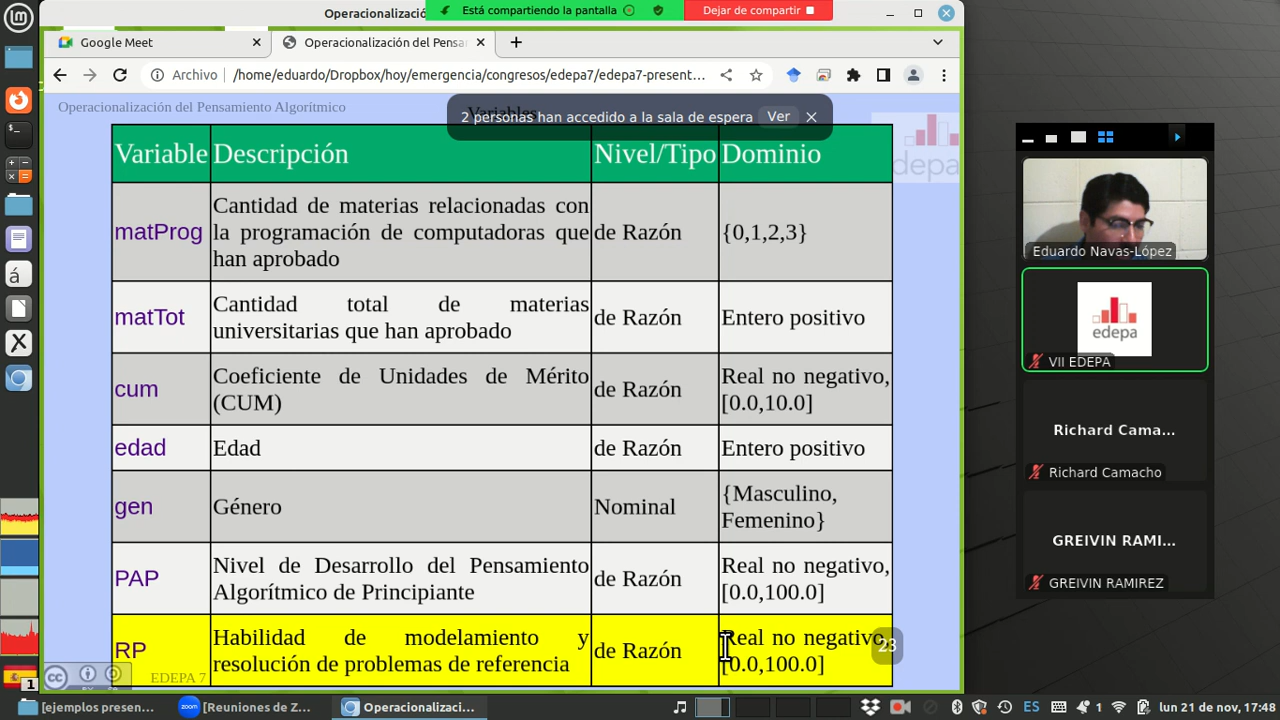 Operacionalizació
Está compartiendo la pantalla
Dejar de compartir
Google Meet
Operacionalización del Pensa
Archivo
/home/eduardo/Dropbox/hoy/emergencia/congresos/edepa7/edepa7-present...
Operacionalización del Pensamiento Algorítmico
Variables
2 personas han accedido a la sala de espera
Ver
edepa
Variable Descripción Nivel/Tipo Dominio
matProg
Cantidad de materias relacionadas con
la programación de computadoras que
han aprobado
de Razón
{0,1,2,3}
matTot
Cantidad total de materias
universitarias que han aprobado
de Razón
Entero positivo
cum
Coeficiente de Unidades de Mérito
(CUM)
de Razón
Real no negativo,
[0.0,10.0]
edad
Edad
de Razón
Entero positivo
gen
Género
Nominal
{Masculino,
Femenino}
PAP
Nivel de Desarrollo del Pensamiento
Algorítmico de Principiante
de Razón
Real no negativo,
[0.0,100.0]
RP
Habilidad de modelamiento y
resolución de problemas de referencia
de Razón
Real no negativo,
[0.0,100.0]
23
EDEPA 7
Eduardo Navas-López
edepa
VII EDEPA
Richard Cama...
Richard Camacho
GREIVIN RAMI...
GREIVIN RAMIREZ
á
X
1
[ejemplos presen...
zoom
[Reuniones de Z...
Operacionalizaci...
ES
1
lun 21 de nov, 17:48